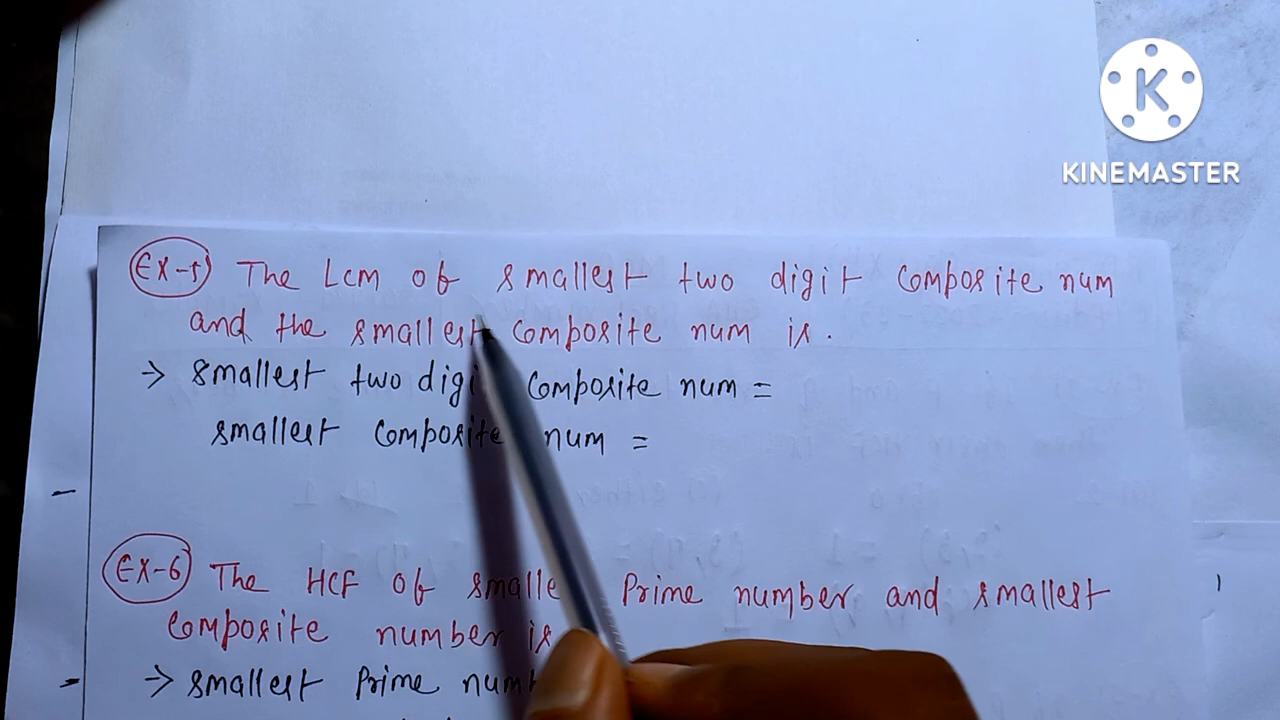 KINEMASTER
Ex-5 The Lcm of smallest two digit composite num
and the smallest composite num is.
→ smallest two digi composite num =
smallest composite num =
Ex-6 The HCF of smalle Prime number and smallest
composite number is
→ smallest Prime num